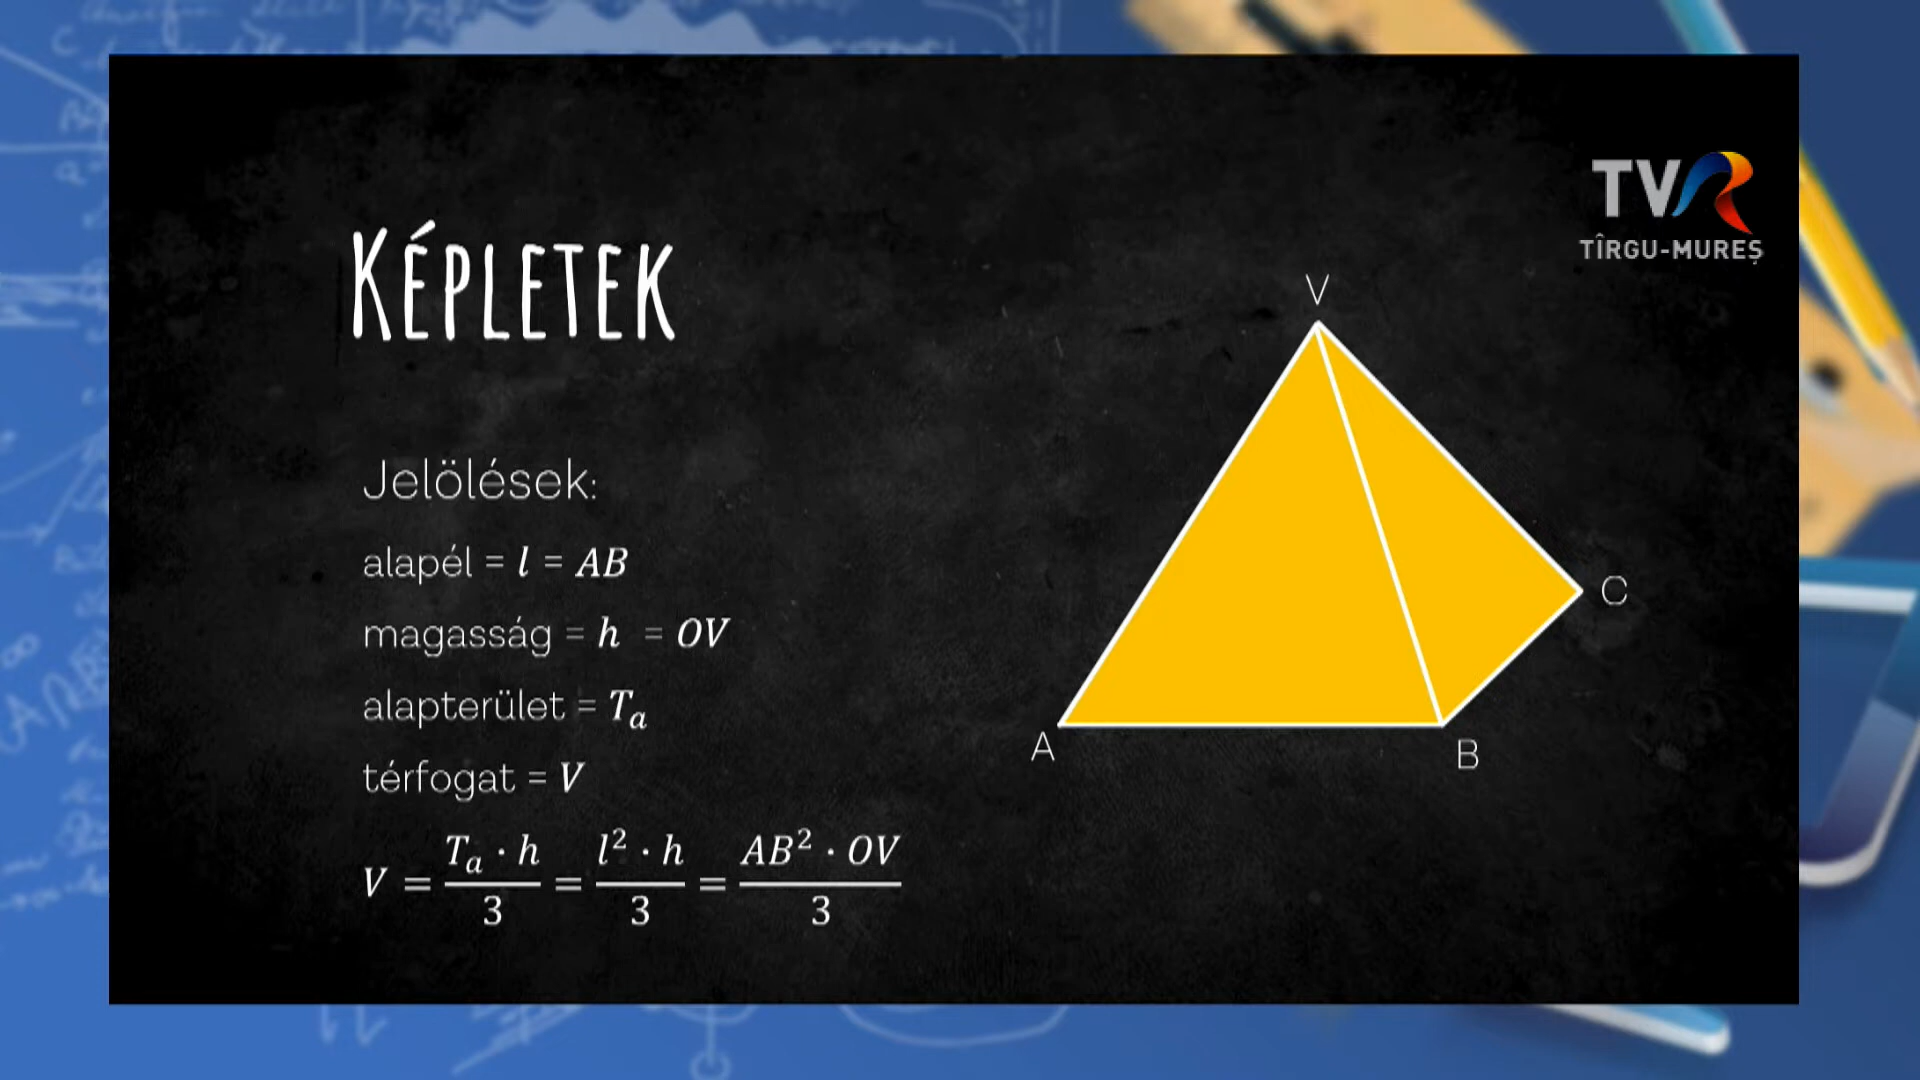 TVR
TÎRGU-MUREȘ
KÉPLETEK
Jelölések:
alapél = l = AB
magasság = h = OV
alapterület = Tₐ
térfogat = V
V = Tₐ · h / 3 = l² · h / 3 = AB² · OV / 3
V
C
A
B